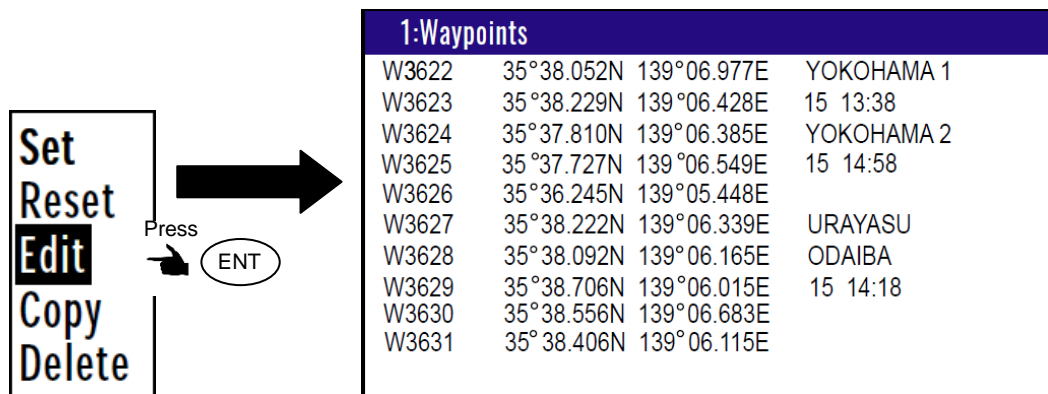 Set
Reset
Edit
Copy
Delete
Press
ENT
1:Waypoints
W3622 35°38.052N 139°06.977E YOKOHAMA 1
W3623 35°38.229N 139°06.428E 15 13:38
W3624 35°37.810N 139°06.385E YOKOHAMA 2
W3625 35°37.727N 139°06.549E 15 14:58
W3626 35°36.245N 139°05.448E
W3627 35°38.222N 139°06.339E URAYASU
W3628 35°38.092N 139°06.165E ODAIBA
W3629 35°38.706N 139°06.015E 15 14:18
W3630 35°38.556N 139°06.683E
W3631 35°38.406N 139°06.115E